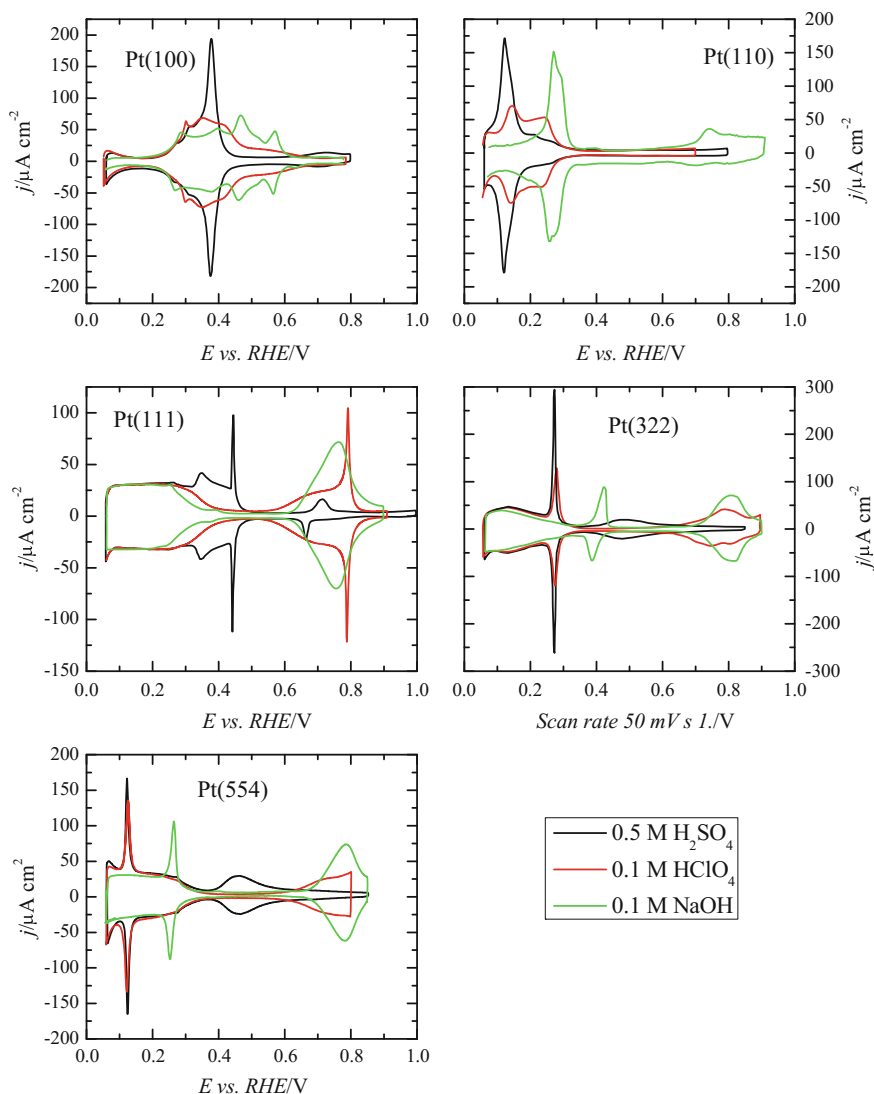 200
150
100
50
0
50
-100
-150
-200
Pt(100)
j/µA cm-2
0.0 0.2 0.4 0.6 0.8 1.0
E vs. RHE/V
200
150
100
50
0
-50
-100
-150
-200
Pt(110)
j/µA cm-2
0.0 0.2 0.4 0.6 0.8 1.0
E vs. RHE/V
100
50
0
-50
-100
-150
Pt(111)
j/µA cm-2
0.0 0.2 0.4 0.6 0.8 1.0
E vs. RHE/V
300
200
100
0
-100
-200
-300
Pt(322)
j/µA cm-2
0.0 0.2 0.4 0.6 0.8 1.0
Scan rate 50 mV s 1./V
200
150
100
50
0
-50
-100
-150
-200
Pt(554)
j/µA cm-2
0.0 0.2 0.4 0.6 0.8 1.0
E vs. RHE/V
0.5 M H2SO4
0.1 M HClO4
0.1 M NaOH